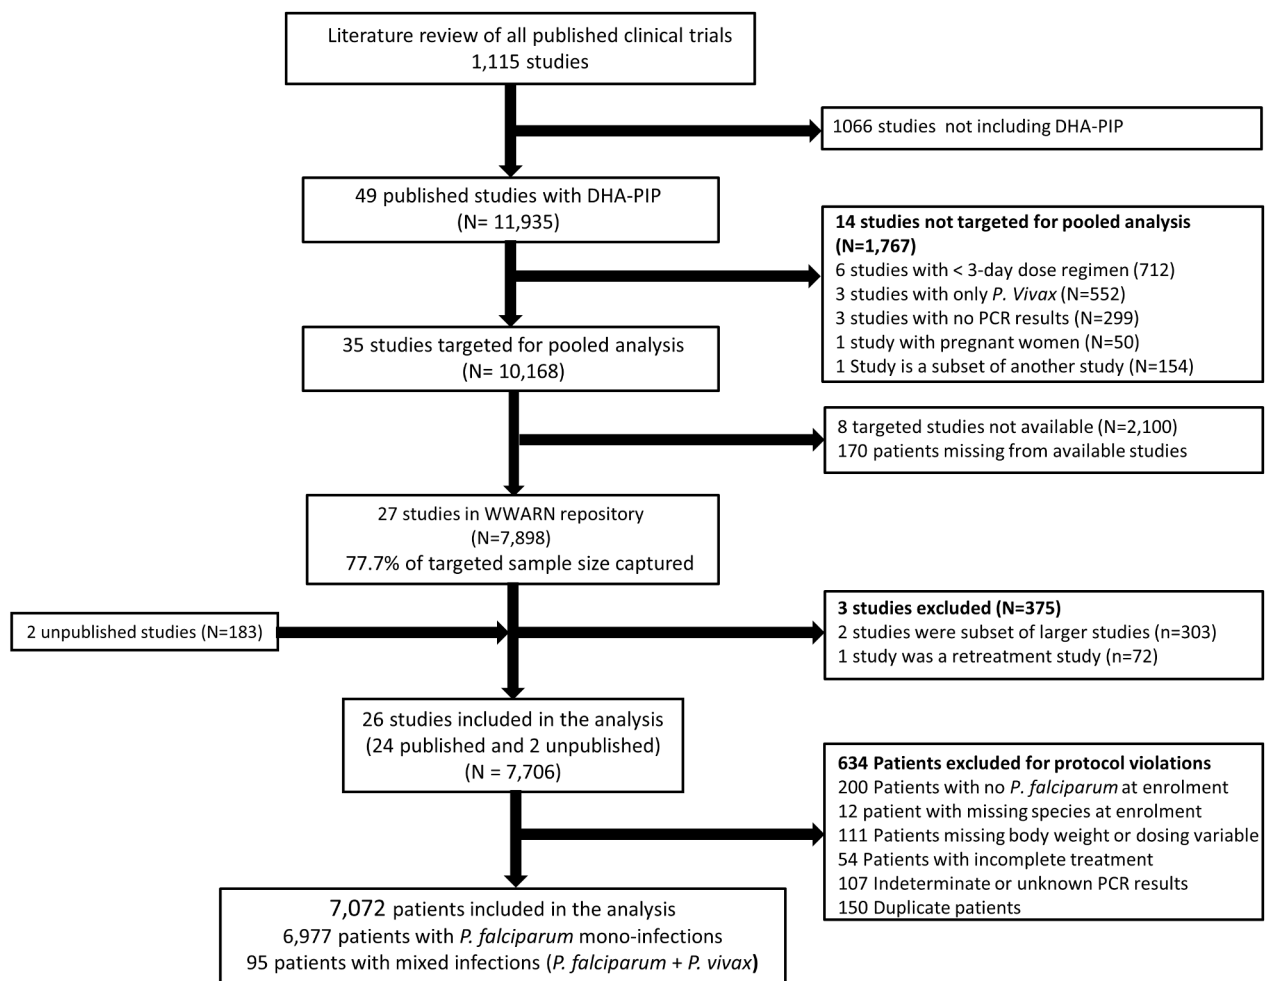 Literature review of all published clinical trials
1,115 studies
1066 studies  not including DHA-PIP
49 published studies with DHA-PIP
(N= 11,935)
14 studies not targeted for pooled analysis
(N=1,767)
6 studies with < 3-day dose regimen (712)
3 studies with only P. Vivax (N=552)
3 studies with no PCR results (N=299)
1 study with pregnant women (N=50)
1 Study is a subset of another study (N=154)
35 studies targeted for pooled analysis
(N= 10,168)
8 targeted studies not available (N=2,100)
170 patients missing from available studies
27 studies in WWARN repository
(N=7,898)
77.7% of targeted sample size captured
2 unpublished studies (N=183)
3 studies excluded (N=375)
2 studies were subset of larger studies (n=303)
1 study was a retreatment study (n=72)
26 studies included in the analysis
(24 published and 2 unpublished)
(N = 7,706)
634 Patients excluded for protocol violations
200 Patients with no P. falciparum at enrolment
12 patient with missing species at enrolment
111 Patients missing body weight or dosing variable
54 Patients with incomplete treatment
107 Indeterminate or unknown PCR results
150 Duplicate patients
7,072 patients included in the analysis
6,977 patients with P. falciparum mono-infections
95 patients with mixed infections (P. falciparum + P. vivax)